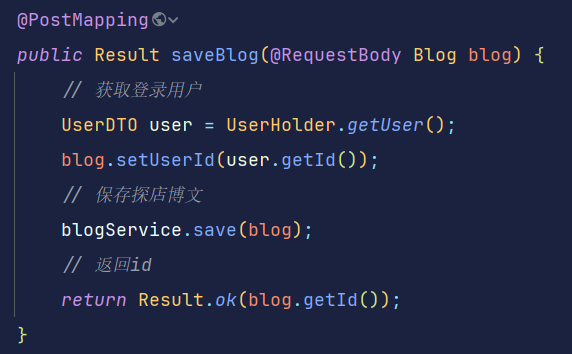 @PostMapping
public Result saveBlog(@RequestBody Blog blog) {
// 获取登录用户
UserDTO user = UserHolder.getUser();
blog.setUserId(user.getId());
// 保存探店博文
blogService.save(blog);
// 返回id
return Result.ok(blog.getId());
}